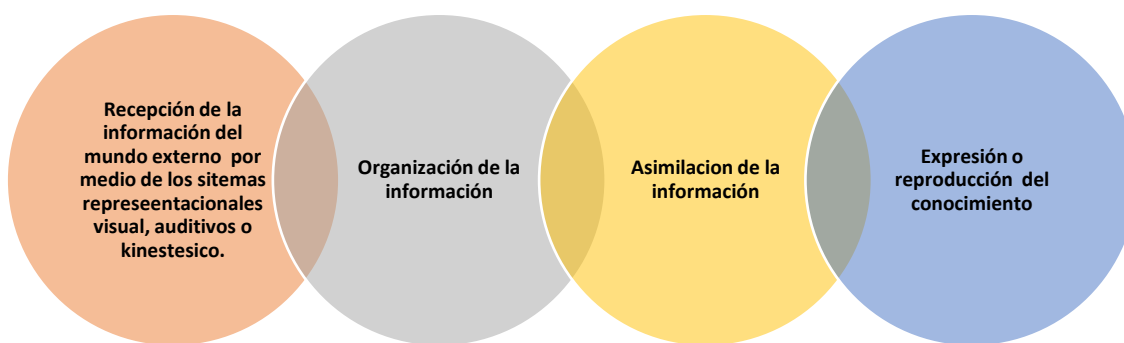 Recepción de la
información del
mundo externo por
medio de los sitemas
represeentacionales
visual, auditivos o
kinestesico.
Organización de la
información
Asimilacion de la
información
Expresión o
reproducción del
conocimiento